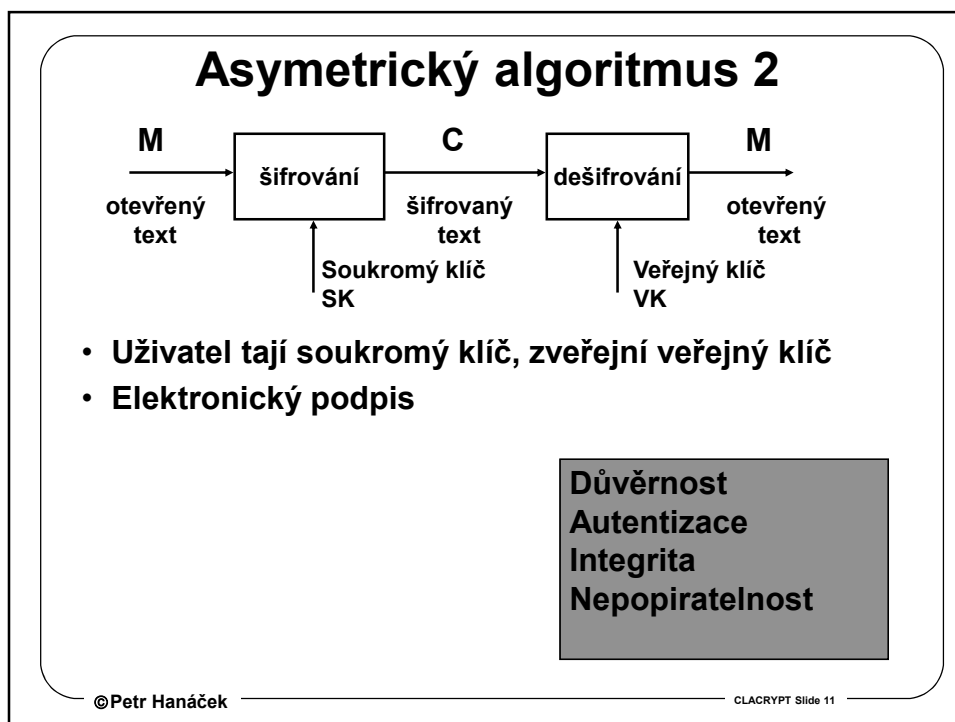 Asymetrický algoritmus 2
M
C
M
šifrování
dešifrování
otevřený
text
šifrovaný
text
otevřený
text
Soukromý klíč
SK
Veřejný klíč
VK
• Uživatel tají soukromý klíč, zveřejní veřejný klíč
• Elektronický podpis
Důvěrnost
Autentizace
Integrita
Nepopiratelnost
©Petr Hanáček
CLACRYPT Slide 11